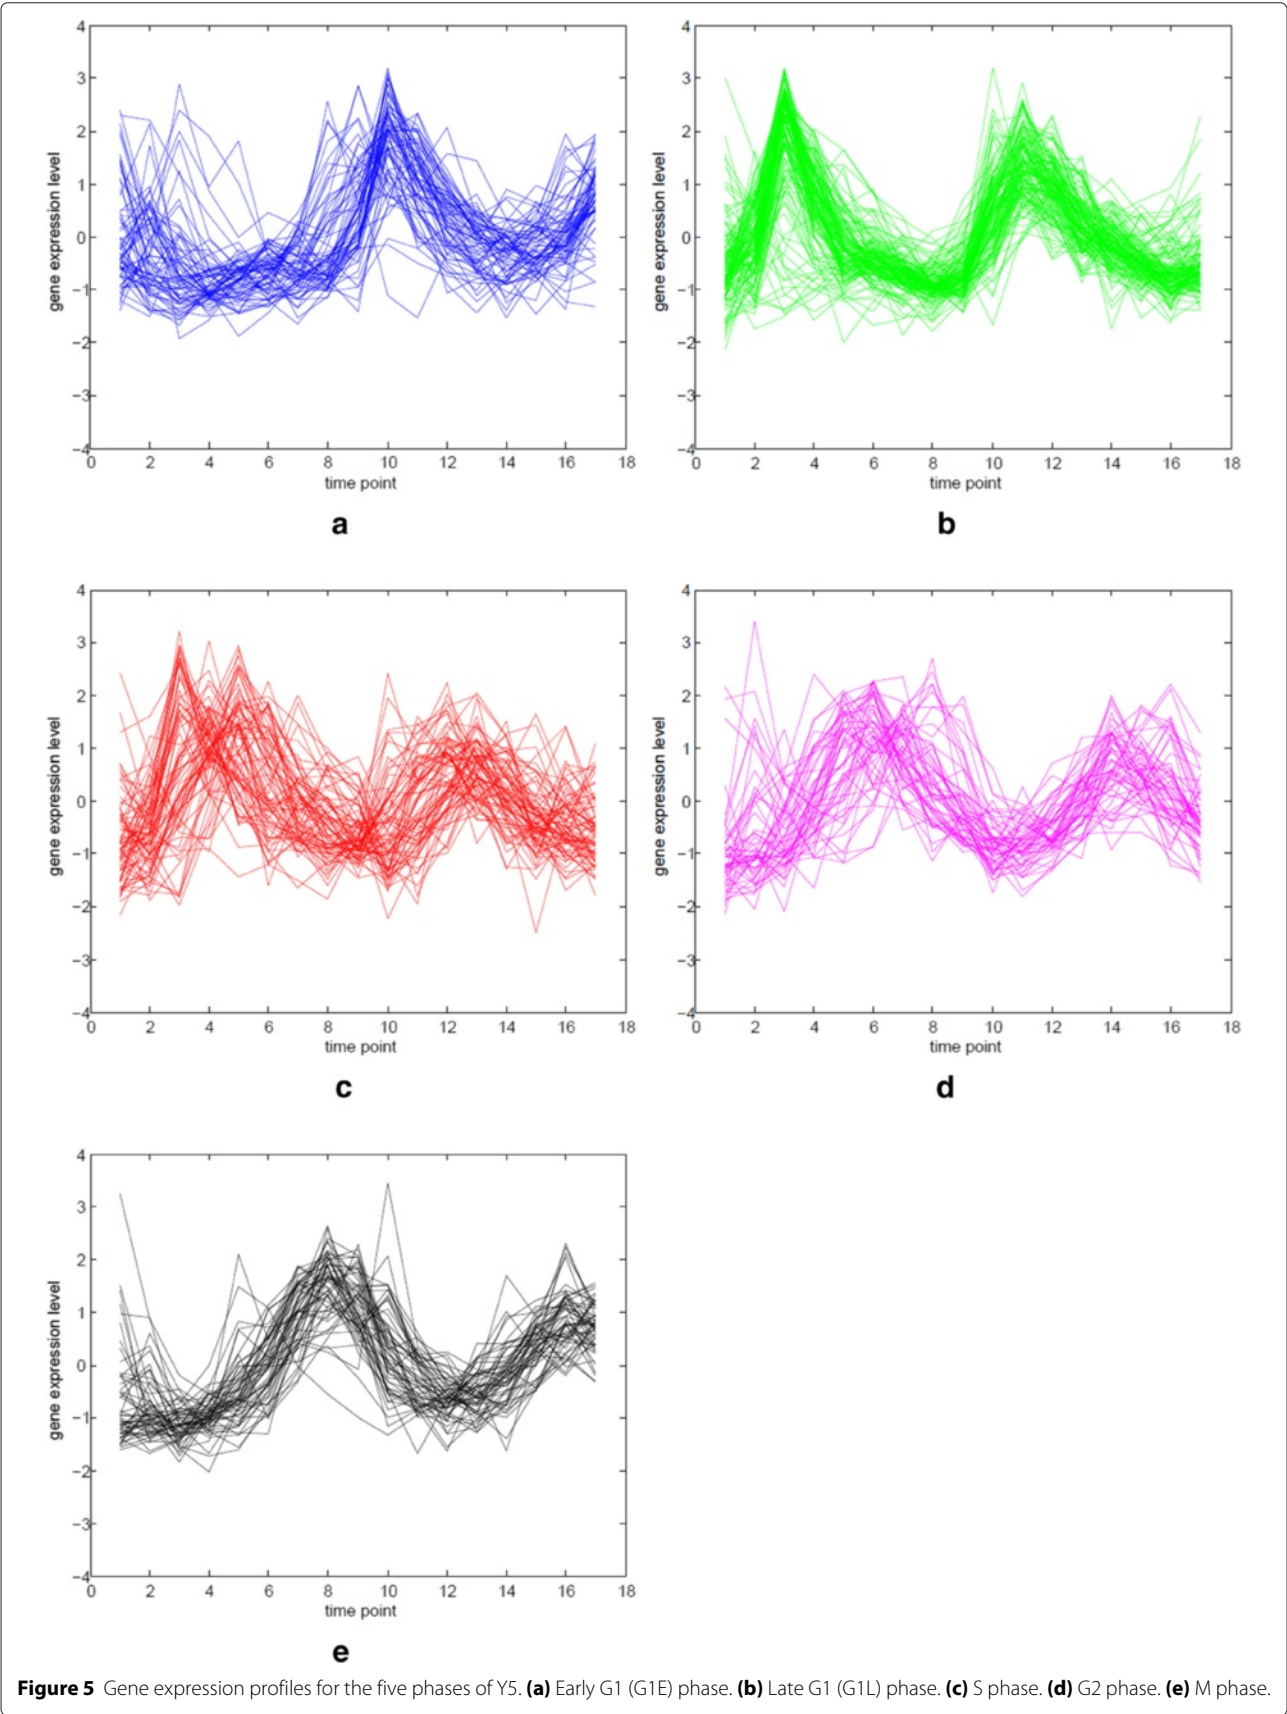 4 4
3 3
2 2
1 1
0 0
−1 −1
−2 −2
−3 −3
−4 −4
gene expression level gene expression level
0 2 4 6 8 10 12 14 16 18 0 2 4 6 8 10 12 14 16 18
time point time point
a b
4 4
3 3
2 2
1 1
0 0
−1 −1
−2 −2
−3 −3
−4 −4
gene expression level gene expression level
0 2 4 6 8 10 12 14 16 18 0 2 4 6 8 10 12 14 16 18
time point time point
c d
4
3
2
1
0
−1
−2
−3
−4
gene expression level
0 2 4 6 8 10 12 14 16 18
time point
e
Figure 5 Gene expression profiles for the five phases of Y5. (a) Early G1 (G1E) phase. (b) Late G1 (G1L) phase. (c) S phase. (d) G2 phase. (e) M phase.